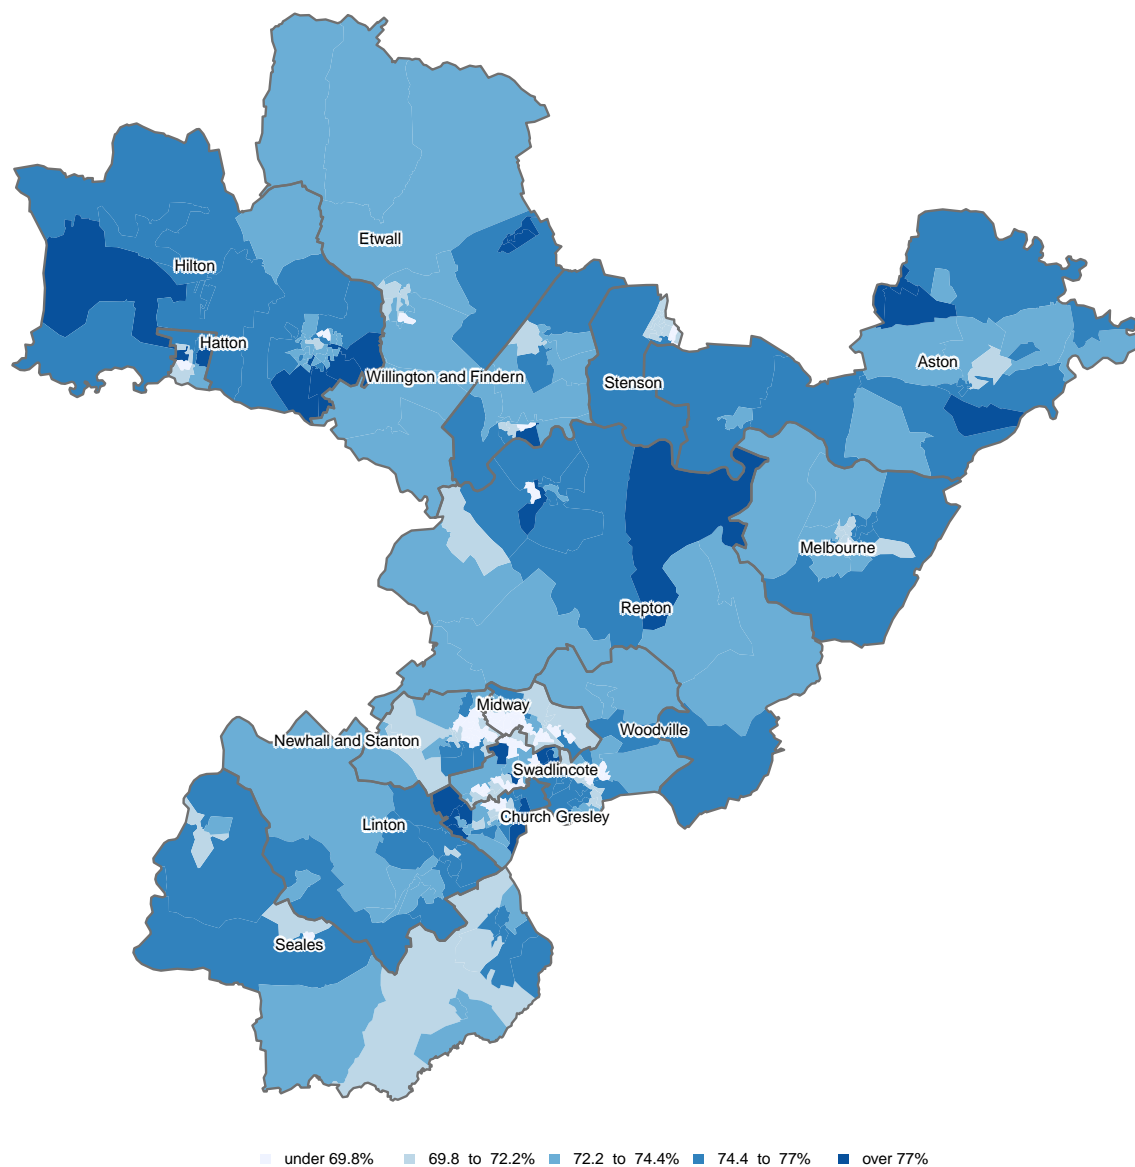 Etwall
Hilton
Hatton
Aston
Willington and Findern
Stenson
Melbourne
Repton
Midway
Woodville
Newhall and Stanton
Swadlincote
Church Gresley
Linton
Seales
under 69.8% 69.8 to 72.2% 72.2 to 74.4% 74.4 to 77% over 77%